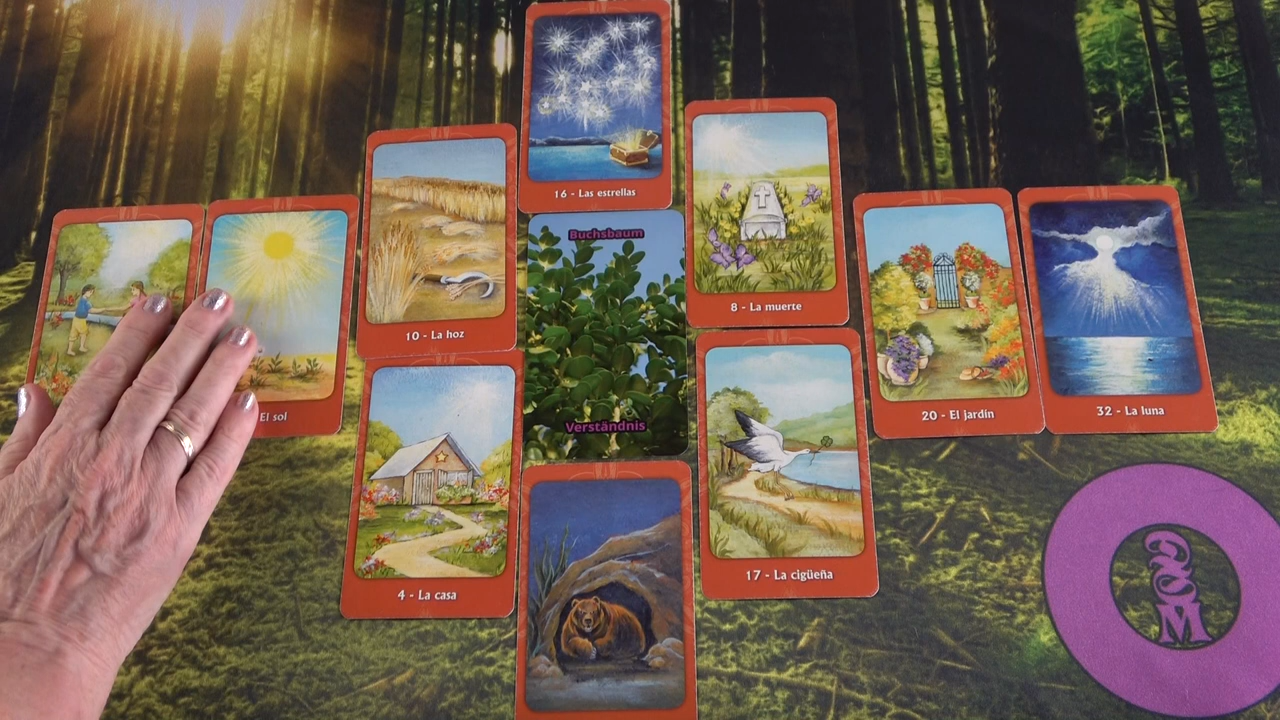 16 - Las estrellas
10 - La hoz
8 - La muerte
Buchsbaum
Verständnis
El sol
20 - El jardín
32 - La luna
4 - La casa
17 - La cigüeña